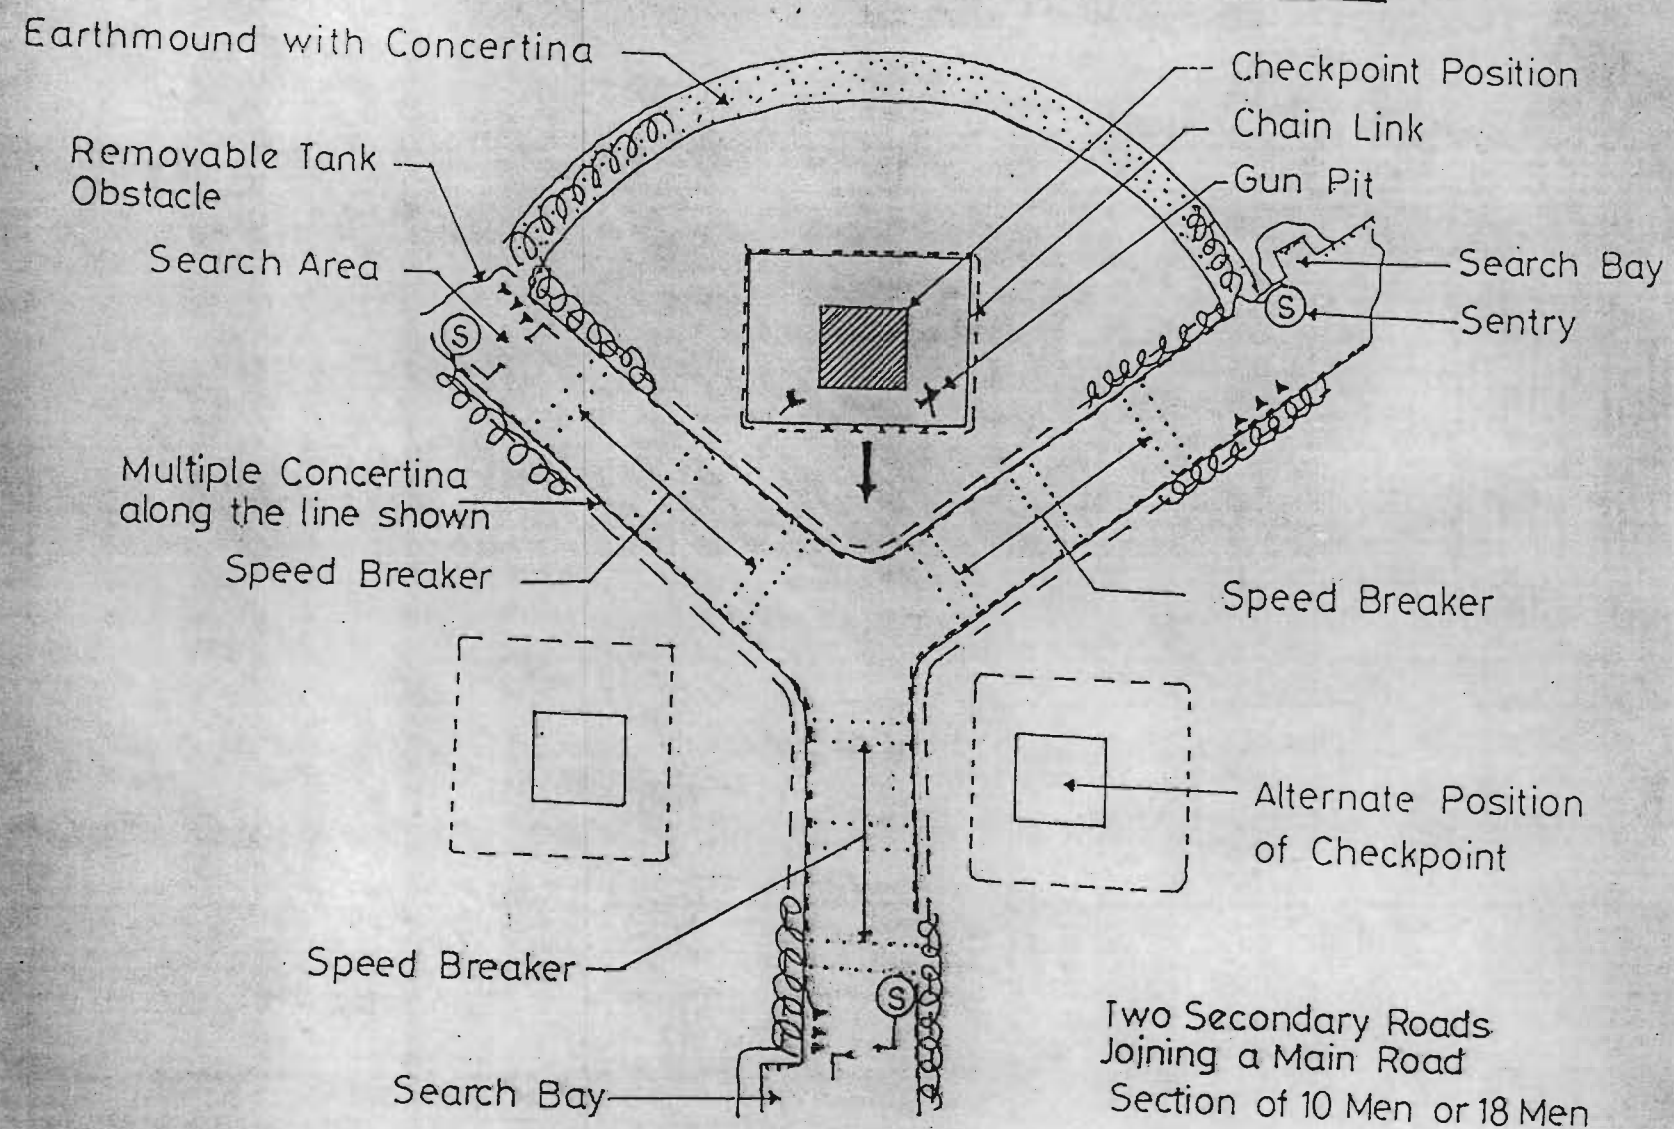 Earthmound with Concertina
Checkpoint Position
Chain Link
Gun Pit
Removable Tank
Obstacle
Search Area
Search Bay
Sentry
S
S
Multiple Concertina
along the line shown
Speed Breaker
Speed Breaker
Alternate Position
of Checkpoint
Speed Breaker
S
Search Bay
Two Secondary Roads
Joining a Main Road
Section of 10 Men or 18 Men